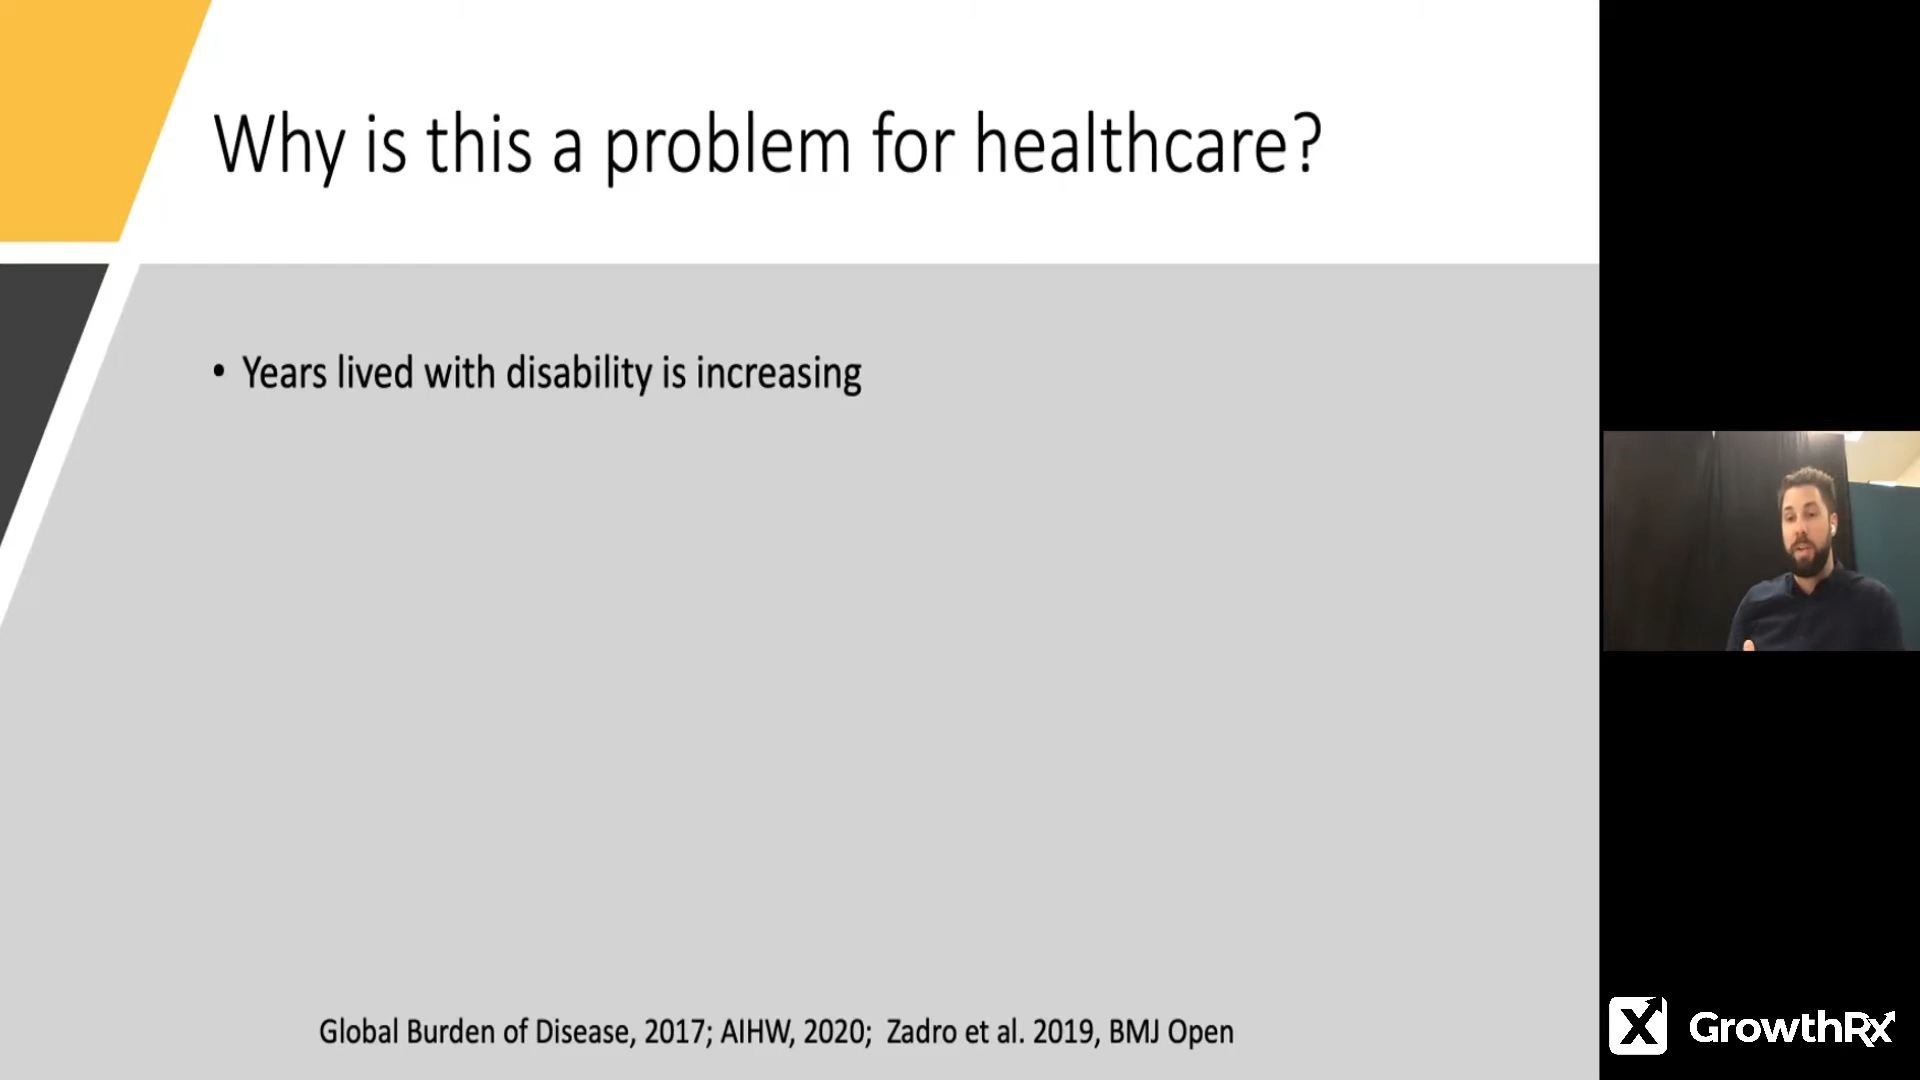 Why is this a problem for healthcare?
• Years lived with disability is increasing
Global Burden of Disease, 2017; AIHW, 2020;  Zadro et al. 2019, BMJ Open
X GrowthRx